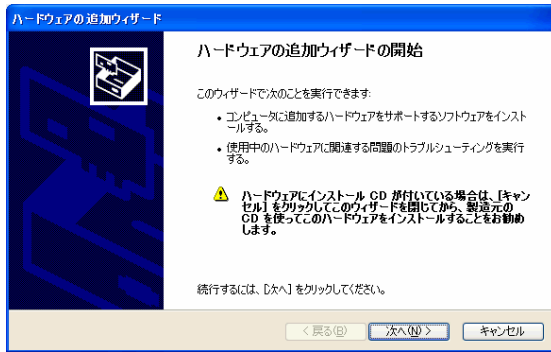 ハードウェアの追加ウィザード
ハードウェアの追加ウィザードの開始
このウィザードで次のことを実行できます:
• コンピュータに追加するハードウェアをサポートするソフトウェアをインスト
ールする。
• 使用中のハードウェアに関連する問題のトラブルシューティングを実行
する。
ハードウェアにインストール CD が付いている場合は、[キャン
セル] をクリックしてこのウィザードを閉じてから、製造元の
CD を使ってこのハードウェアをインストールすることをお勧め
します。
続行するには、[次へ] をクリックしてください。
< 戻る(B) 次へ(N) > キャンセル